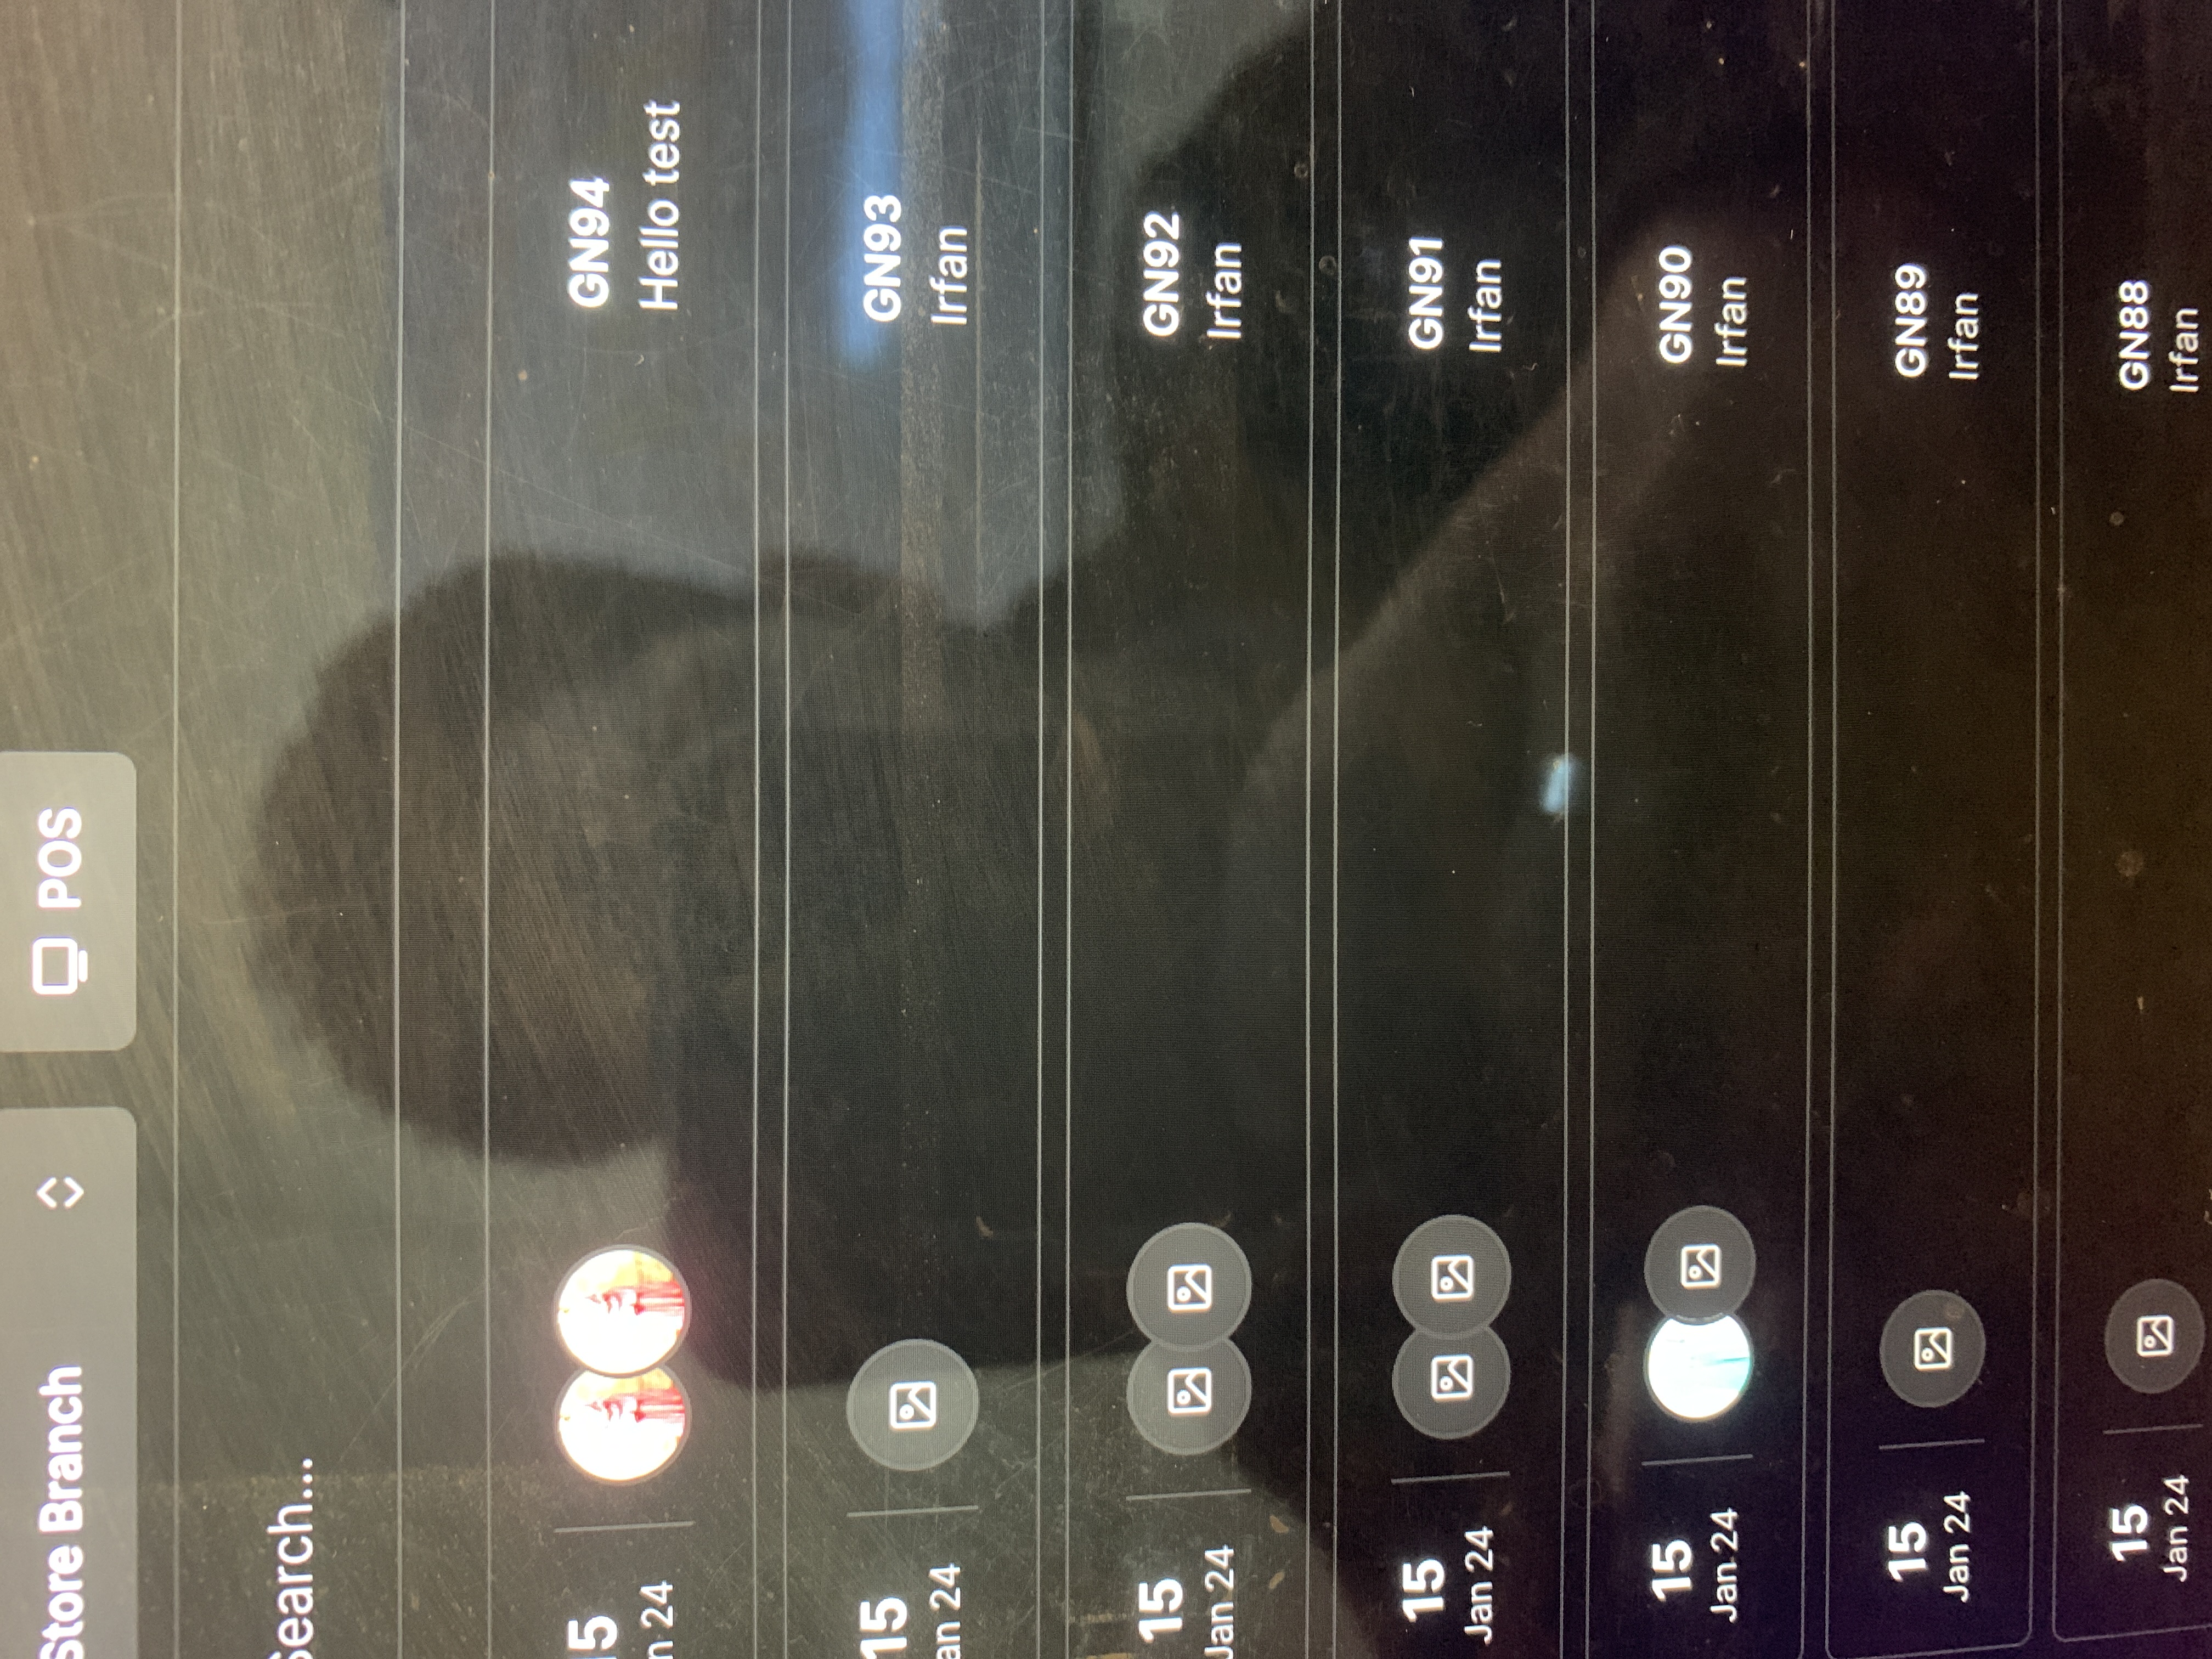 Store Branch
POS
Search...
15
n 24
GN94
Hello test
15
an 24
GN93
Irfan
15
Jan 24
GN92
Irfan
15
Jan 24
GN91
Irfan
15
Jan 24
GN90
Irfan
15
Jan 24
GN89
Irfan
15
Jan 24
GN88
Irfan